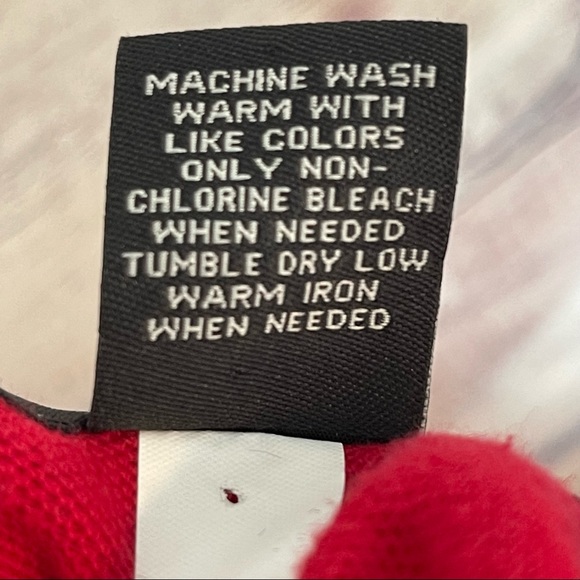 MACHINE WASH
WARM WITH
LIKE COLORS
ONLY NON-
CHLORINE BLEACH
WHEN NEEDED
TUMBLE DRY LOW
WARM IRON
WHEN NEEDED